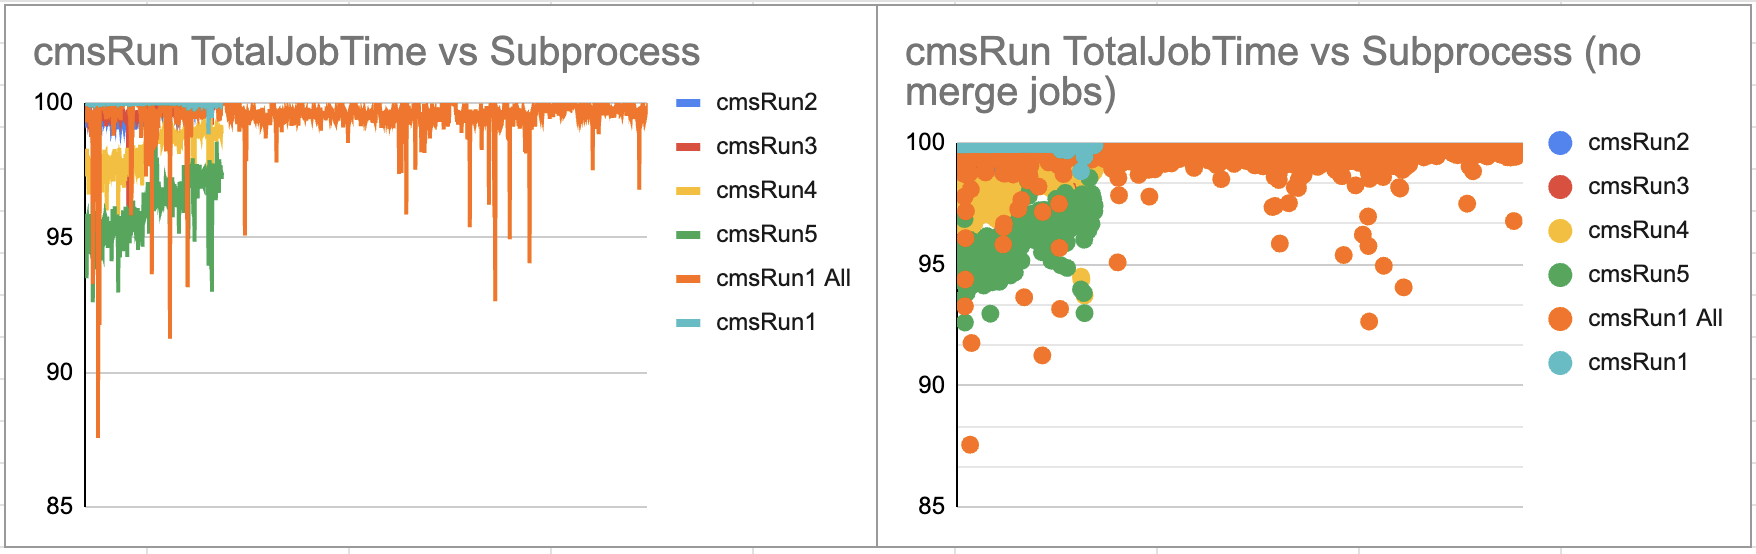 cmsRun TotalJobTime vs Subprocess
100
95
90
85
cmsRun2
cmsRun3
cmsRun4
cmsRun5
cmsRun1 All
cmsRun1
cmsRun TotalJobTime vs Subprocess (no
merge jobs)
100
95
90
85
cmsRun2
cmsRun3
cmsRun4
cmsRun5
cmsRun1 All
cmsRun1